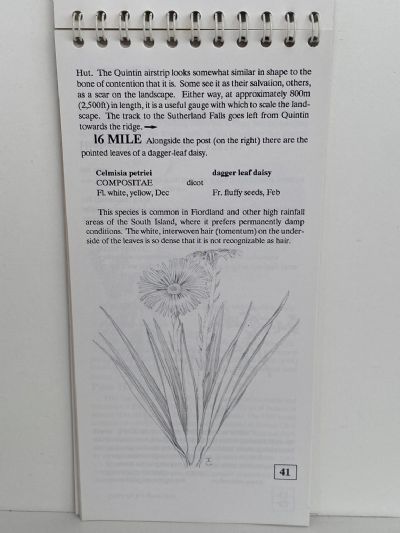 Hut. The Quintin airstrip looks somewhat similar in shape to the
bone of contention that it is. Some see it as their salvation, others,
as a scar on the landscape. Either way, at approximately 800m
(2,500ft) in length, it is a useful gauge with which to scale the land-
scape. The track to the Sutherland Falls goes left from Quintin
towards the ridge.
16 MILE Alongside the post (on the right) there are the
pointed leaves of a dagger-leaf daisy.
Celmisia petriei dagger leaf daisy
COMPOSITAE dicot
Fl. white, yellow, Dec Fr. fluffy seeds, Feb
This species is common in Fiordland and other high rainfall
areas of the South Island, where it prefers permanently damp
conditions. The white, interwoven hair (tomentum) on the under-
side of the leaves is so dense that it is not recognizable as hair.
41